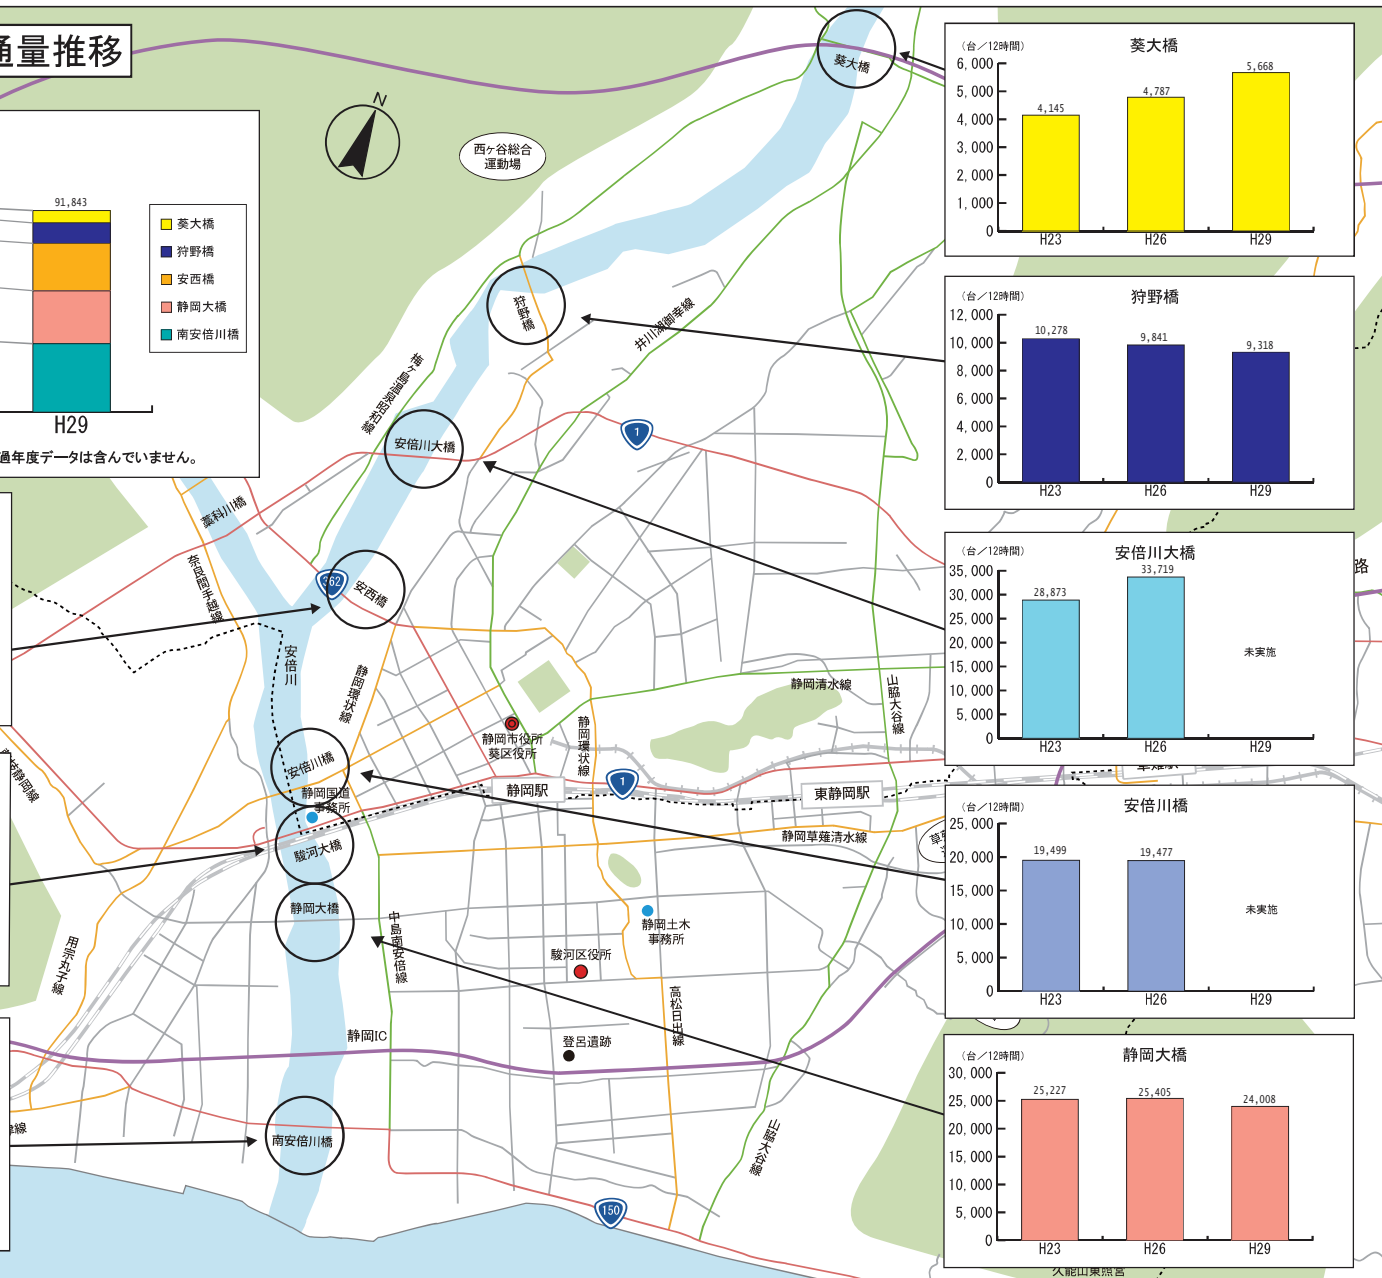 通量推移
91,843
葵大橋
狩野橋
安西橋
静岡大橋
南安倍川橋
H29
過年度データは含んでいません。
N
西ヶ谷総合
運動場
葵大橋
狩野橋
井川湖御幸線
梅ヶ島温泉昭和線
安倍川大橋
1
藁科川橋
奈良間手越線
362
安西橋
安倍川
静岡環状線
静岡清水線
山脇大谷線
静岡市役所
葵区役所
静岡環状線
安倍川橋
静岡国道
事務所
静岡駅
1
東静岡駅
静岡草薙清水線
駿河大橋
静岡大橋
中島南安倍線
静岡土木
事務所
駿河区役所
用宗丸子線
高松日出線
静岡IC
登呂遺跡
南安倍川橋
山脇大谷線
150
線
路
久能山東照宮
葵大橋
(台/12時間)
6,000
5,000
4,000
3,000
2,000
1,000
0
4,145
4,787
5,668
H23
H26
H29
狩野橋
(台/12時間)
12,000
10,000
8,000
6,000
4,000
2,000
0
10,278
9,841
9,318
H23
H26
H29
安倍川大橋
(台/12時間)
35,000
30,000
25,000
20,000
15,000
10,000
5,000
0
28,873
33,719
未実施
H23
H26
H29
安倍川橋
(台/12時間)
25,000
20,000
15,000
10,000
5,000
0
19,499
19,477
未実施
H23
H26
H29
静岡大橋
(台/12時間)
30,000
25,000
20,000
15,000
10,000
5,000
0
25,227
25,405
24,008
H23
H26
H29